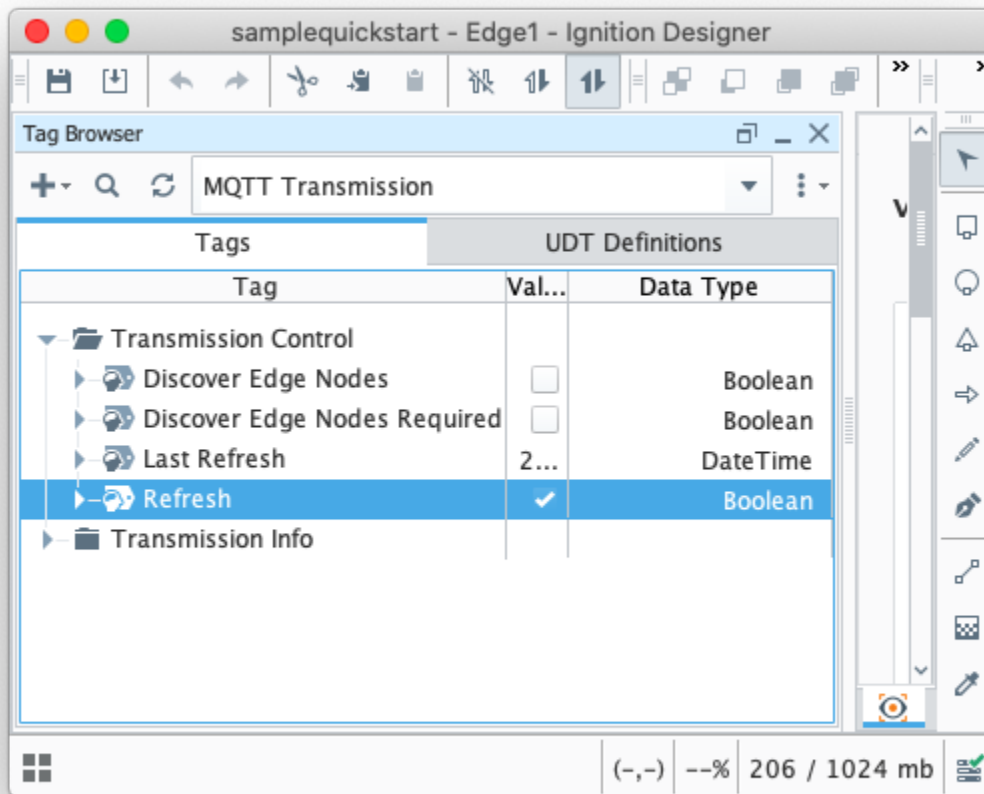 samplequickstart - Edge1 - Ignition Designer
Tag Browser
MQTT Transmission
Tags UDT Definitions
Tag Val... Data Type
Transmission Control
Discover Edge Nodes Boolean
Discover Edge Nodes Required Boolean
Last Refresh 2... DateTime
Refresh Boolean
Transmission Info
(-,-) --% 206 / 1024 mb